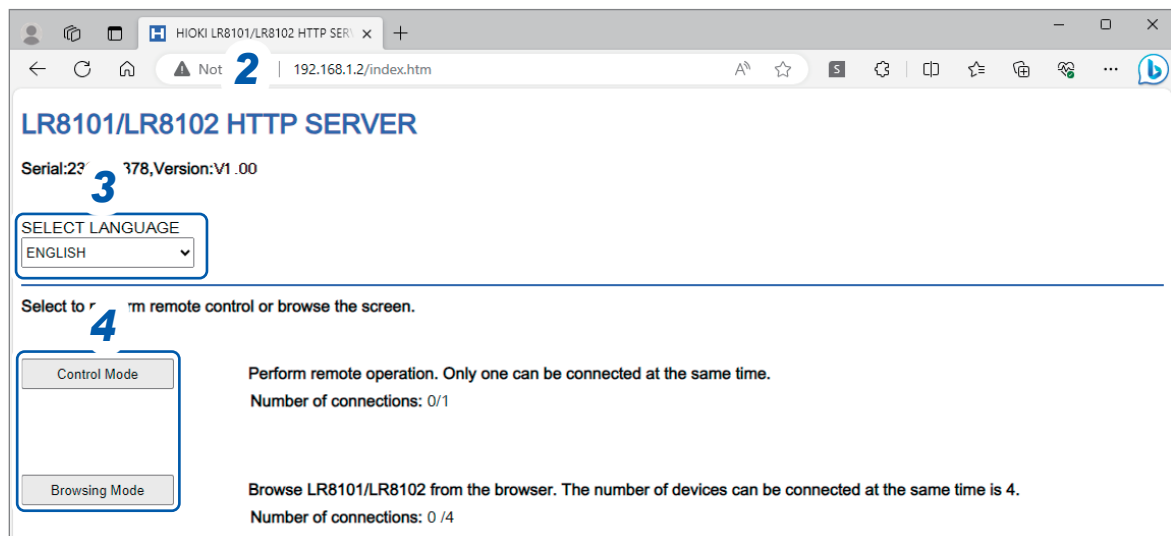 HIOKI LR8101/LR8102 HTTP SER
Not
2
192.168.1.2/index.htm
LR8101/LR8102 HTTP SERVER
378,Version:V1.00
3
SELECT LANGUAGE
ENGLISH
Select to remote control or browse the screen.
4
Control Mode
Perform remote operation. Only one can be connected at the same time.
Number of connections: 0/1
Browsing Mode
Browse LR8101/LR8102 from the browser. The number of devices can be connected at the same time is 4.
Number of connections: 0 /4